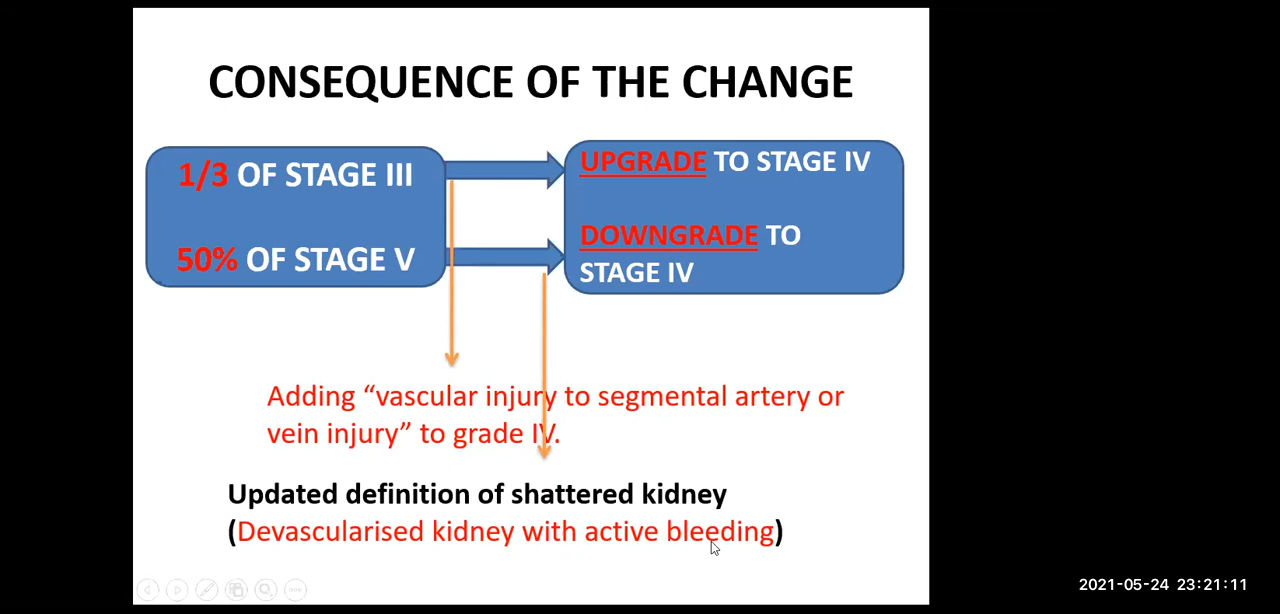 CONSEQUENCE OF THE CHANGE
1/3 OF STAGE III
50% OF STAGE V
UPGRADE TO STAGE IV
DOWNGRADE TO
STAGE IV
Adding “vascular injury to segmental artery or
vein injury” to grade IV.
Updated definition of shattered kidney
(Devascularised kidney with active bleeding)
2021-05-24 23:21:11